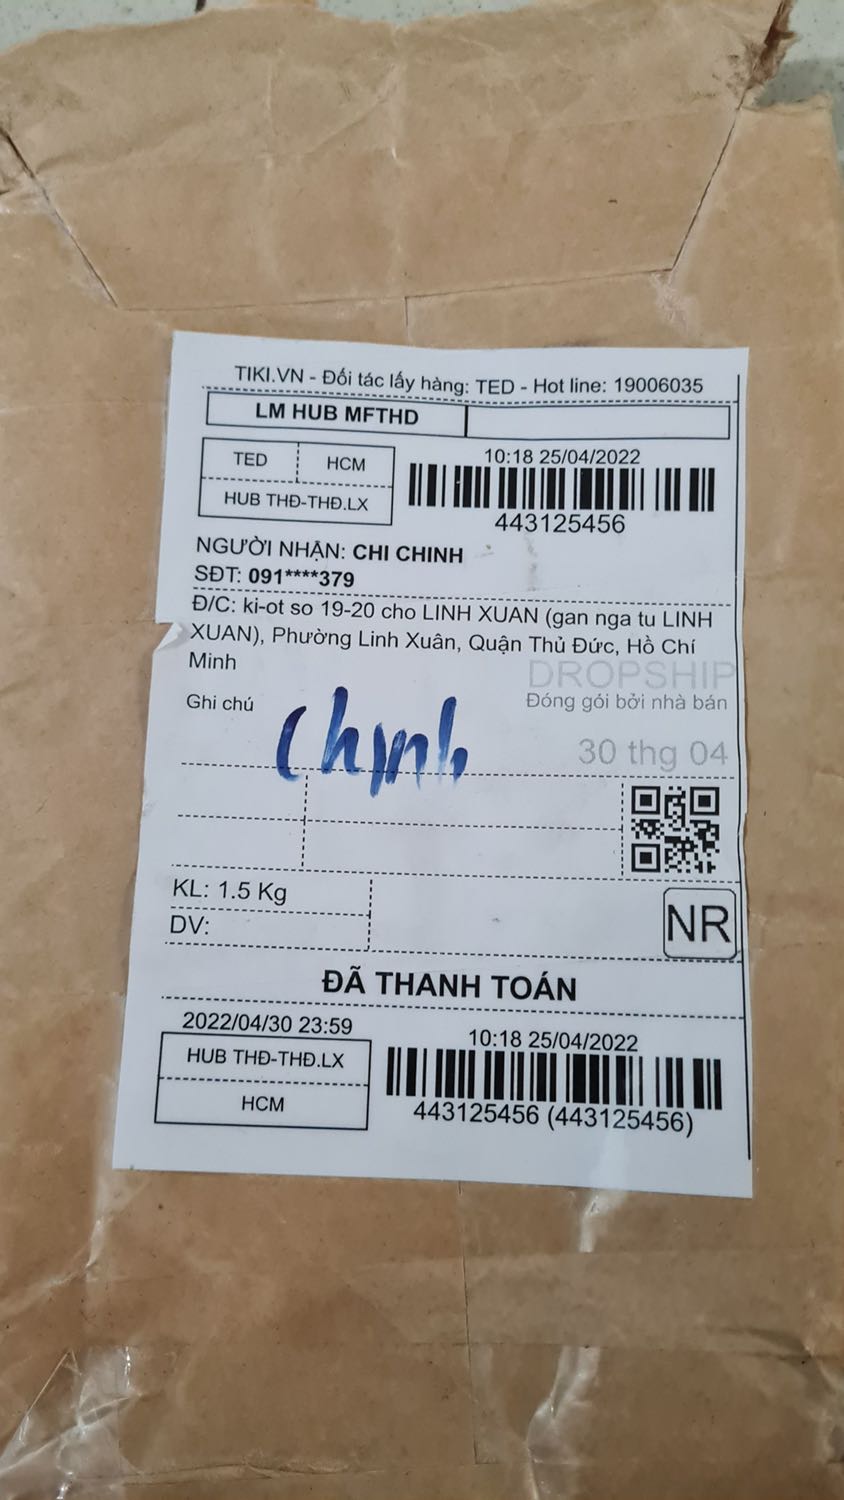 TIKI.VN - Đối tác lấy hàng: TED - Hot line: 19006035
LM HUB MFTHD
TED HCM
HUB THĐ-THĐ.LX
10:18 25/04/2022
443125456
NGƯỜI NHẬN: CHI CHINH
SĐT: 091****379
Đ/C: ki-ot so 19-20 cho LINH XUAN (gan nga tu LINH
XUAN), Phường Linh Xuân, Quận Thủ Đức, Hồ Chí
Minh
DROPSHIP
Ghi chú
Đóng gói bởi nhà bán
Chinh
30 thg 04
KL: 1.5 Kg
DV:
NR
ĐÃ THANH TOÁN
2022/04/30 23:59
HUB THĐ-THĐ.LX
HCM
10:18 25/04/2022
443125456 (443125456)